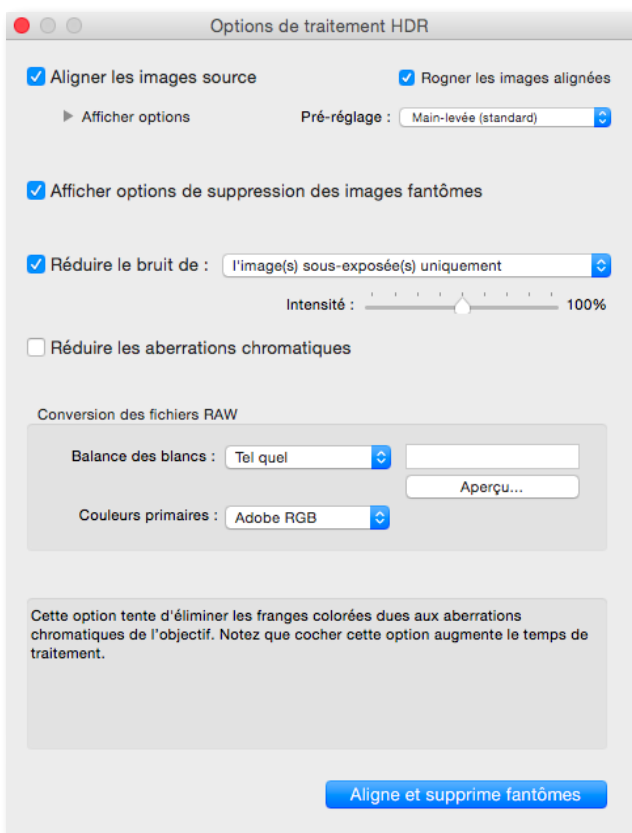 Options de traitement HDR
Aligner les images source
Rogner les images alignées
Afficher options
Pré-réglage :
Main-levée (standard)
Afficher options de suppression des images fantômes
Réduire le bruit de :
l'image(s) sous-exposée(s) uniquement
Intensité :
100%
Réduire les aberrations chromatiques
Conversion des fichiers RAW
Balance des blancs :
Tel quel
Aperçu...
Couleurs primaires :
Adobe RGB
Cette option tente d'éliminer les franges colorées dues aux aberrations
chromatiques de l'objectif. Notez que cocher cette option augmente le temps de
traitement.
Aligne et supprime fantômes